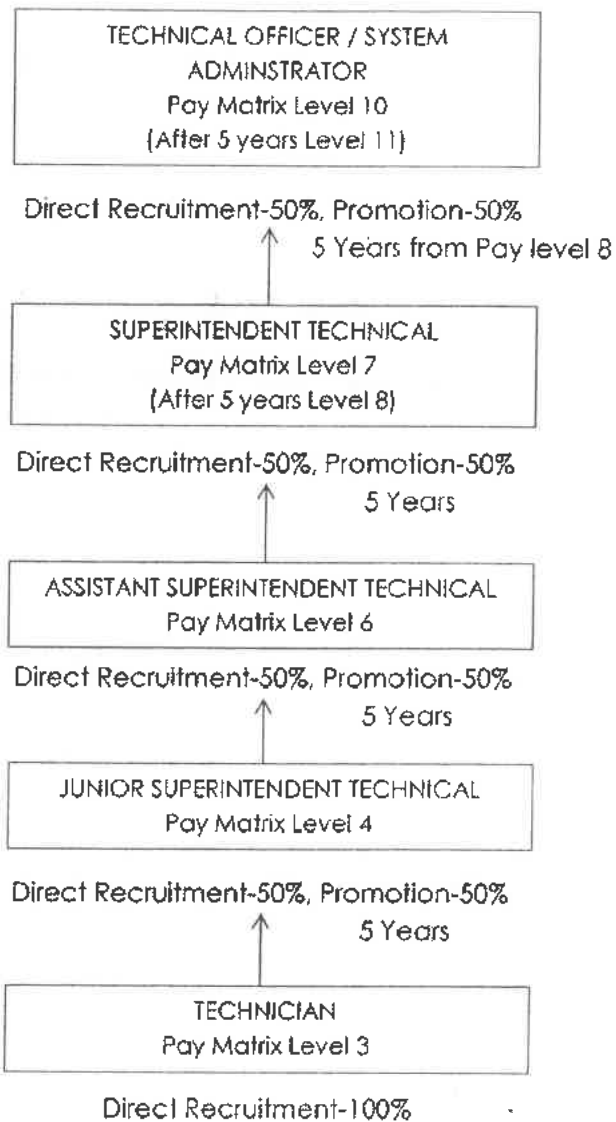 TECHNICAL OFFICER / SYSTEM
ADMINSTRATOR
Pay Matrix Level 10
(After 5 years Level 11)
Direct Recruitment-50%, Promotion-50%
5 Years from Pay level 8
SUPERINTENDENT TECHNICAL
Pay Matrix Level 7
(After 5 years Level 8)
Direct Recruitment-50%, Promotion-50%
5 Years
ASSISTANT SUPERINTENDENT TECHNICAL
Pay Matrix Level 6
Direct Recruitment-50%, Promotion-50%
5 Years
JUNIOR SUPERINTENDENT TECHNICAL
Pay Matrix Level 4
Direct Recruitment-50%, Promotion-50%
5 Years
TECHNICIAN
Pay Matrix Level 3
Direct Recruitment-100%